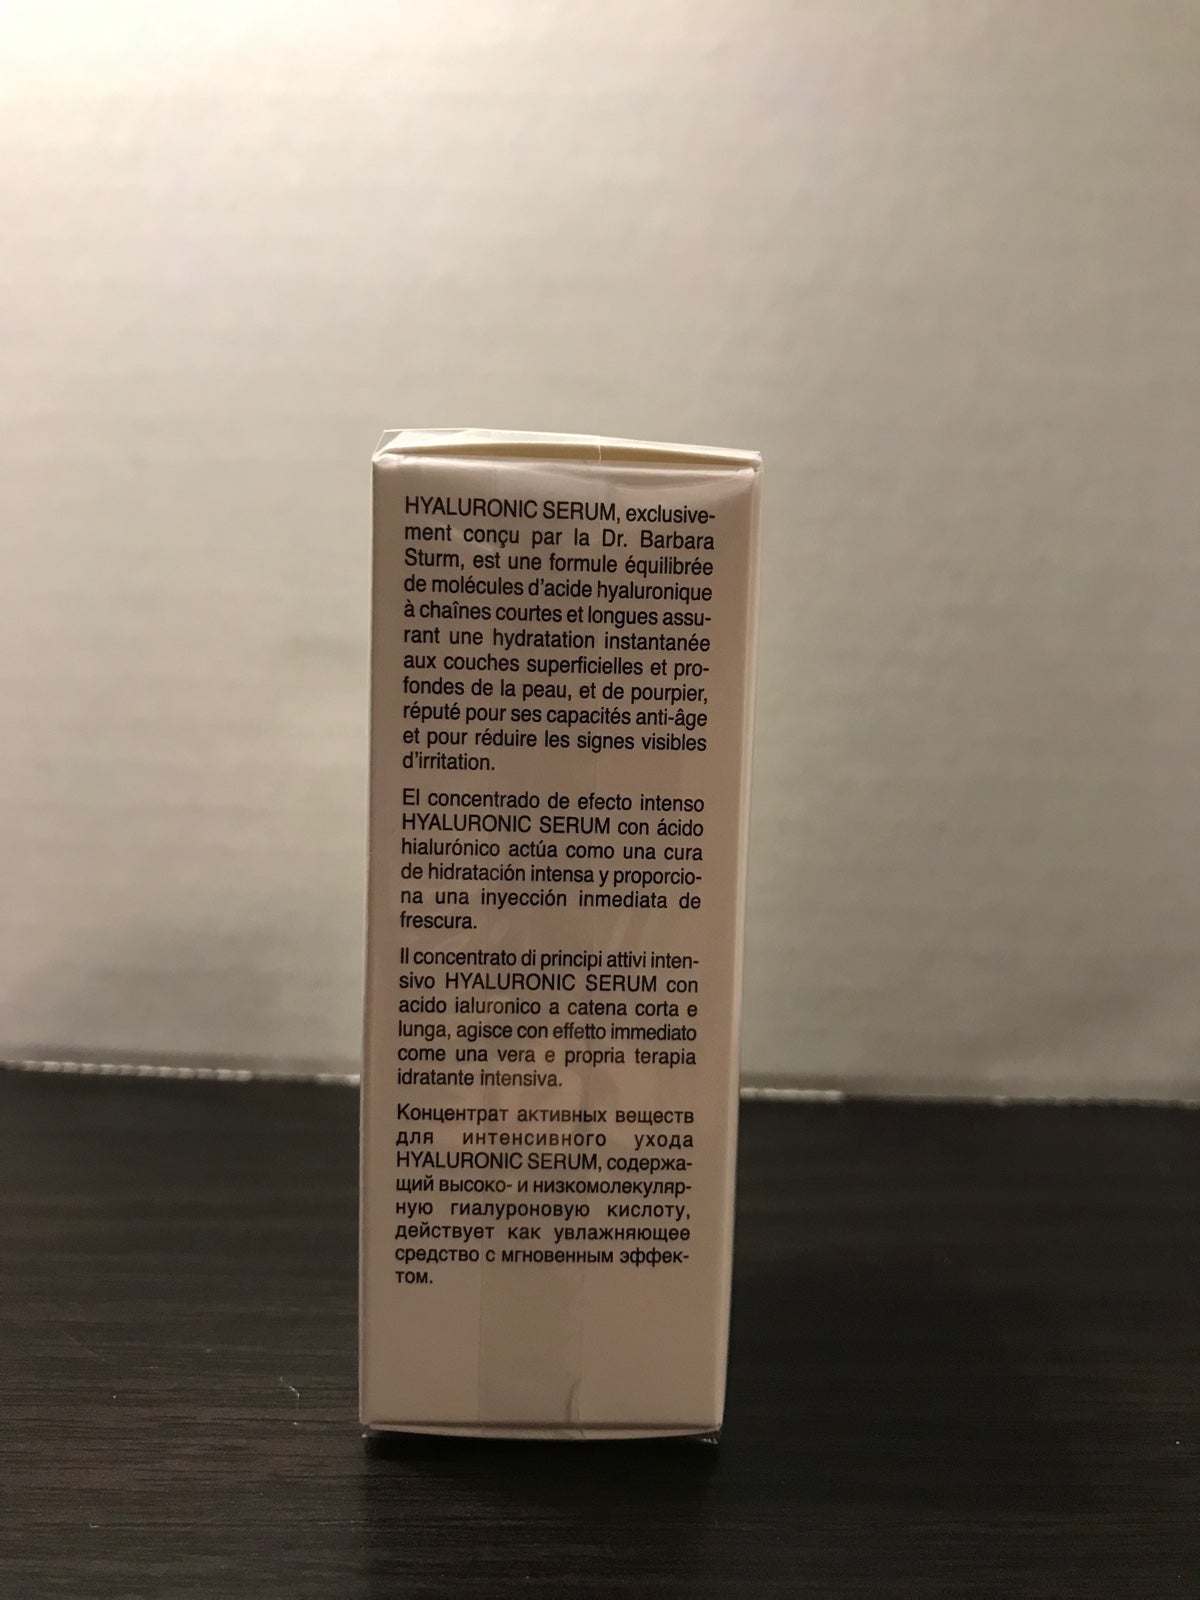 HYALURONIC SERUM, exclusive-
ment conçu par la Dr. Barbara
Sturm, est une formule équilibrée
de molécules d'acide hyaluronique
à chaînes courtes et longues assu-
rant une hydratation instantanée
aux couches superficielles et pro-
fondes de la peau, et de pourpier,
réputé pour ses capacités anti-âge
et pour réduire les signes visibles
d'irritation.
El concentrado de efecto intenso
HYALURONIC SERUM con ácido
hialurónico actúa como una cura
de hidratación intensa y proporcio-
na una inyección inmediata de
frescura.
Il concentrato di principi attivi inten-
sivo HYALURONIC SERUM con
acido ialuronico a catena corta e
lunga, agisce con effetto immediato
come una vera e propria terapia
idratante intensiva.
Концентрат активных веществ
для интенсивного ухода
HYALURONIC SERUM, содержа-
щий высоко- и низкомолекуляр-
ную гиалуроновую кислоту,
действует как увлажняющее
средство с мгновенным эффек-
том.